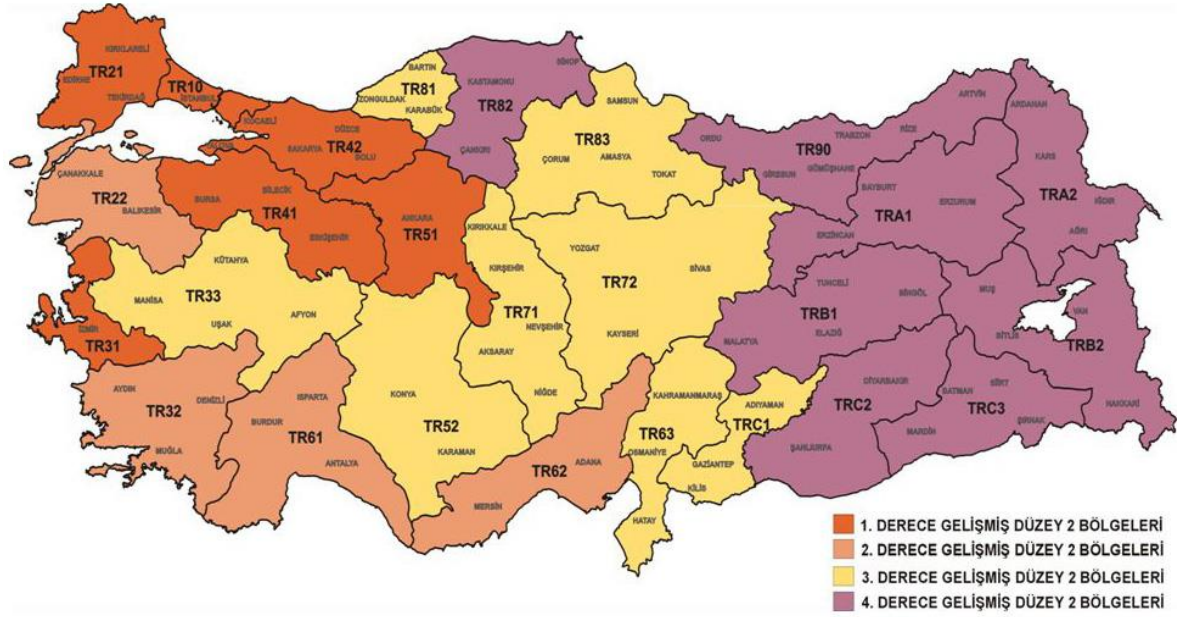 KIRKLARELİ
TR21
EDİRNE
TEKİRDAĞ
TR10
İSTANBUL
KOCAELİ
YALOVA
DÜZCE
SAKARYA
TR42
BOLU
BARTIN
TR81
ZONGULDAK
KARABÜK
KASTAMONU
SİNOP
TR82
ÇANKIRI
SAMSUN
TR83
ÇORUM
AMASYA
TOKAT
ORDU
TRABZON
RİZE
ARTVİN
TR90
GİRESUN
GÜMÜŞHANE
ARDAHAN
KARS
TRA2
IĞDIR
AĞRI
BAYBURT
TRA1
ERZURUM
ERZİNCAN
ÇANAKKALE
TR22
BALIKESİR
BURSA
BİLECİK
TR41
ESKİŞEHİR
ANKARA
TR51
KIRIKKALE
KIRŞEHİR
TR71
NEVŞEHİR
AKSARAY
NİĞDE
YOZGAT
TR72
SİVAS
KAYSERİ
TUNCELİ
BİNGÖL
TRB1
MALATYA
ELAZIĞ
MUŞ
VAN
BİTLİS
TRB2
HAKKARİ
KÜTAHYA
MANİSA
TR33
UŞAK
AFYON
İZMİR
TR31
AYDIN
TR32
DENİZLİ
MUĞLA
ISPARTA
BURDUR
TR61
ANTALYA
KONYA
TR52
KARAMAN
ADANA
TR62
MERSİN
KAHRAMANMARAŞ
TR63
OSMANİYE
HATAY
ADIYAMAN
TRC1
GAZİANTEP
KİLİS
DİYARBAKIR
TRC2
ŞANLIURFA
BATMAN
SİİRT
TRC3
MARDİN
ŞIRNAK
1. DERECE GELİŞMİŞ DÜZEY 2 BÖLGELERİ
2. DERECE GELİŞMİŞ DÜZEY 2 BÖLGELERİ
3. DERECE GELİŞMİŞ DÜZEY 2 BÖLGELERİ
4. DERECE GELİŞMİŞ DÜZEY 2 BÖLGELERİ